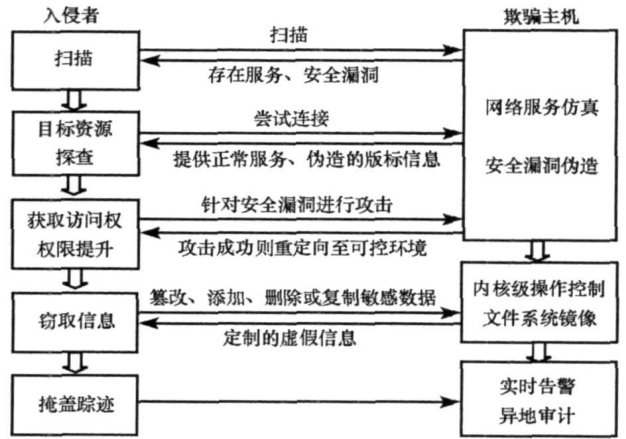 入侵者
欺骗主机
扫描
扫描
存在服务、安全漏洞
网络服务仿真
安全漏洞伪造
目标资源
探查
尝试连接
提供正常服务、伪造的版标信息
获取访问权
权限提升
针对安全漏洞进行攻击
攻击成功则重定向至可控环境
窃取信息
篡改、添加、删除或复制敏感数据
定制的虚假信息
内核级操作控制
文件系统镜像
掩盖踪迹
实时告警
异地审计